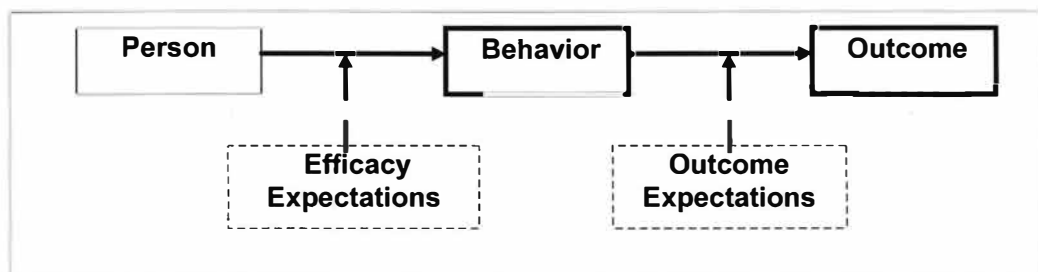 Person
Behavior
Outcome
Efficacy
Expectations
Outcome
Expectations